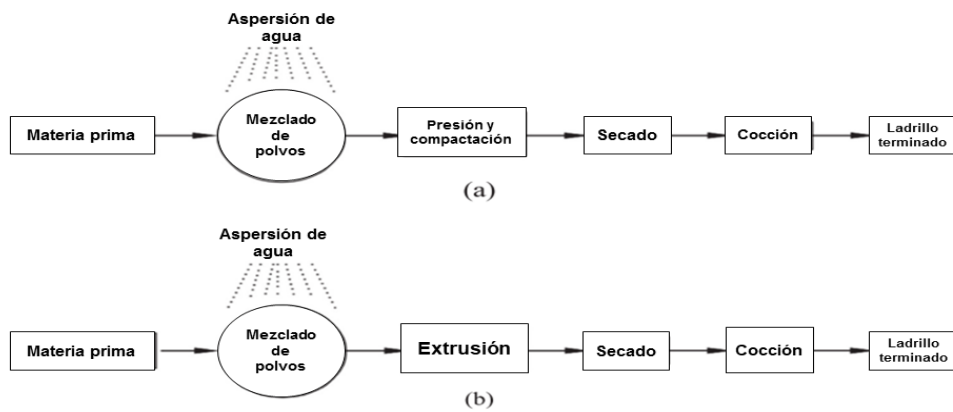 Aspersión de
agua
Materia prima
Mezclado
de
polvos
Presión y
compactación
Secado
Cocción
Ladrillo
terminado
(a)
Aspersión de
agua
Materia prima
Mezclado
de
polvos
Extrusión
Secado
Cocción
Ladrillo
terminado
(b)